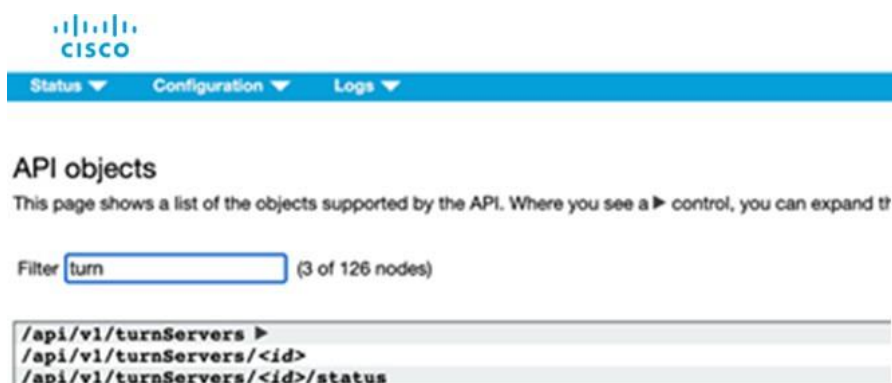 CISCO
Status Configuration Logs
API objects
This page shows a list of the objects supported by the API. Where you see a ▶ control, you can expand
Filter turn (3 of 126 nodes)
/api/v1/turnServers ▶
/api/v1/turnServers/<id>
/api/v1/turnServers/<id>/status